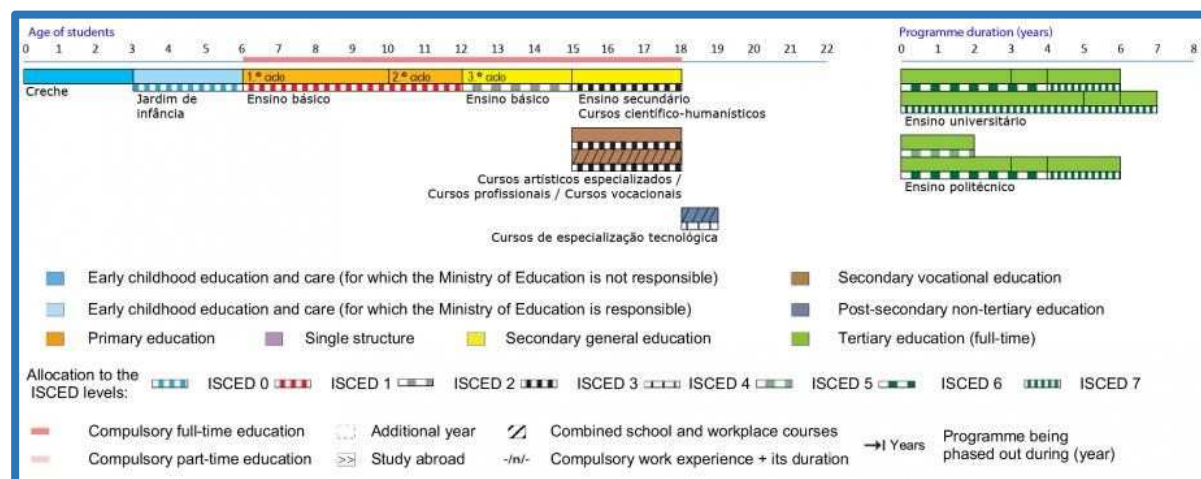 Age of students
Programme duration (years)
0 1 2 3 4 5 6 7 8 9 10 11 12 13 14 15 16 17 18 19 20 21 22
0 1 2 3 4 5 6 7 8
1.º ciclo
2.º ciclo
3.º ciclo
Creche
Jardim de
infância
Ensino básico
Ensino básico
Ensino secundário
Cursos científico-humanísticos
Ensino universitário
Cursos artísticos especializados /
Cursos profissionais / Cursos vocacionais
Ensino politécnico
Cursos de especialização tecnológica
Early childhood education and care (for which the Ministry of Education is not responsible)
Secondary vocational education
Early childhood education and care (for which the Ministry of Education is responsible)
Post-secondary non-tertiary education
Primary education
Single structure
Secondary general education
Tertiary education (full-time)
Allocation to the
ISCED levels:
ISCED 0
ISCED 1
ISCED 2
ISCED 3
ISCED 4
ISCED 5
ISCED 6
ISCED 7
Compulsory full-time education
Additional year
Combined school and workplace courses
Years
Programme being
phased out during (year)
Compulsory part-time education
>> Study abroad
-/n/- Compulsory work experience + its duration